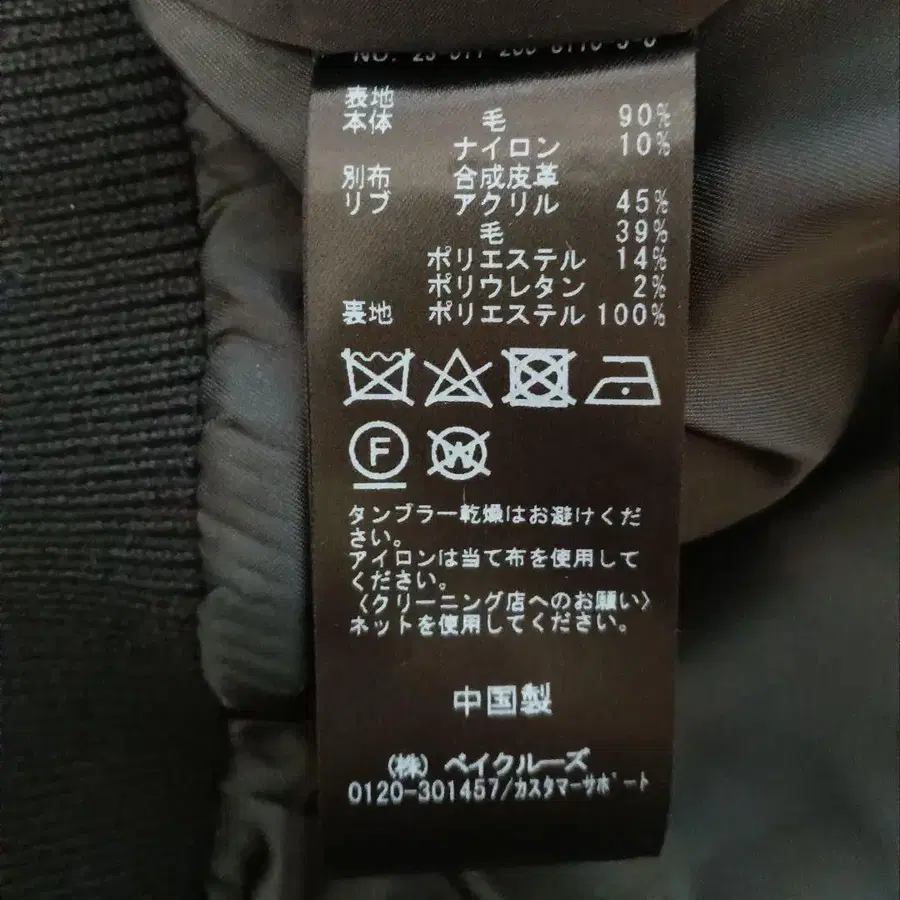 表地
本体 毛 90%
ナイロン 10%
別布 合成皮革
リブ アクリル 45%
毛 39%
ポリエステル 14%
ポリウレタン 2%
裏地 ポリエステル 100%
F W
タンブラー乾燥はお避けくだ
さい。
アイロンは当て布を使用して
ください。
〈クリーニング店へのお願い〉
ネットを使用してください。
中国製
(株) ベイクルーズ
0120-301457/カスタマーサポート